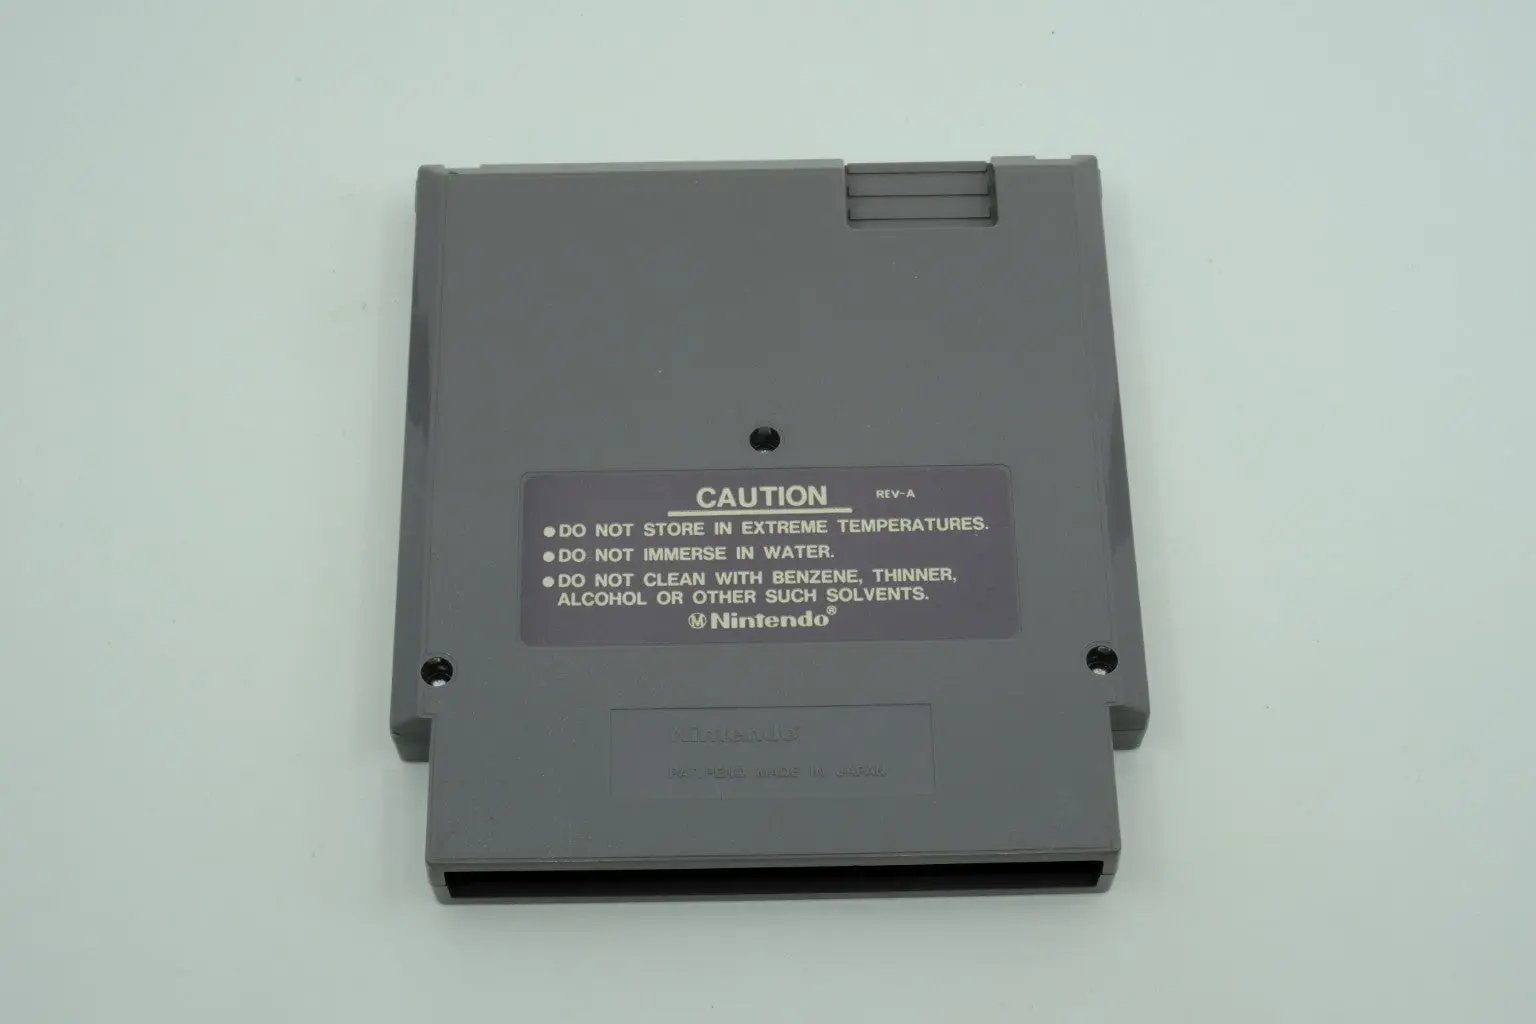 CAUTION REV-A
●DO NOT STORE IN EXTREME TEMPERATURES.
●DO NOT IMMERSE IN WATER.
●DO NOT CLEAN WITH BENZENE, THINNER,
ALCOHOL OR OTHER SUCH SOLVENTS.
Ⓜ Nintendo®
Nintendo®
PAT. PEND. MADE IN JAPAN